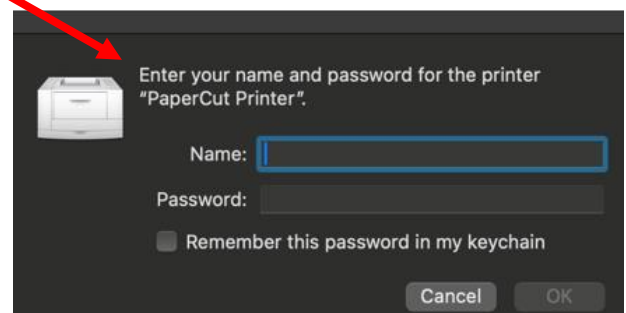 Enter your name and password for the printer
“PaperCut Printer”.
Name:
Password:
Remember this password in my keychain
Cancel OK